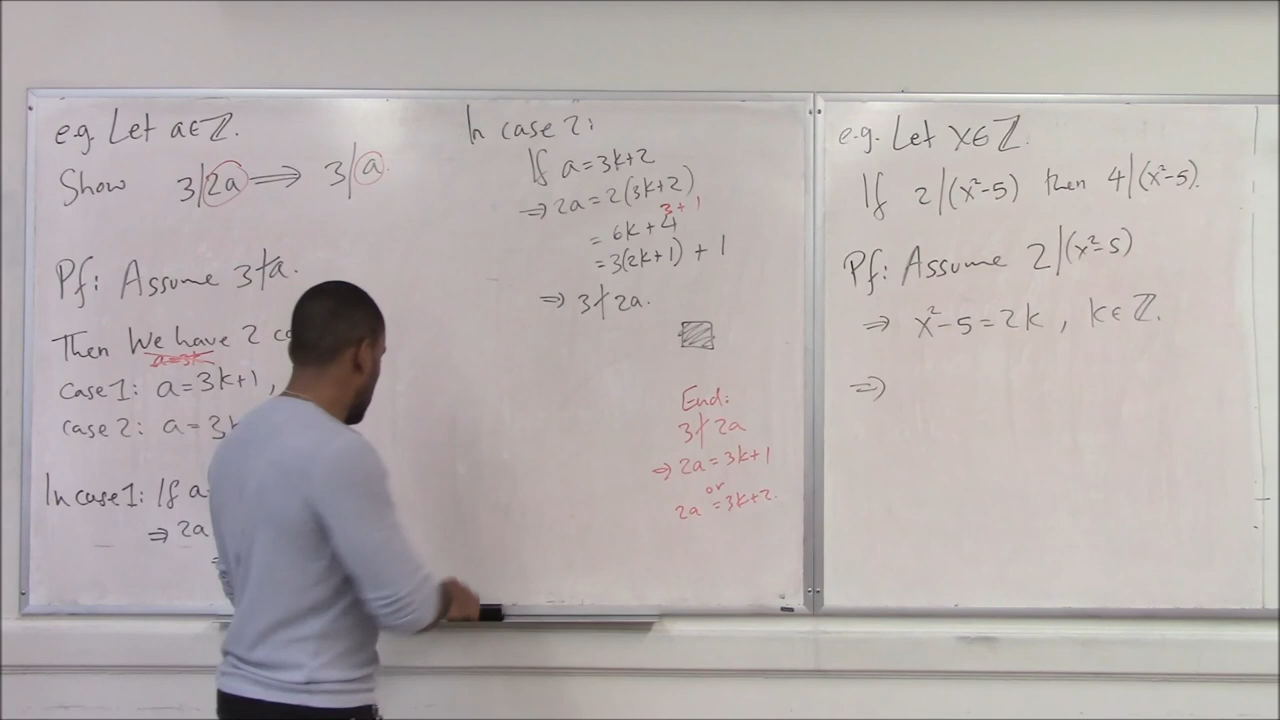 e.g. Let a∈ℤ.
Show 3|2a ⟹ 3|a.
Pf: Assume 3∤a.
Then We have 2
a=3k
case 1: a=3k+1,
case 2: a=3k
In case 1: If a
⇒ 2a
=
In case 2:
If a=3k+2
⇒ 2a=2(3k+2)
3+1
= 6k+4
=3(2k+1) + 1
⇒ 3∤2a.
End:
3∤2a
⇒ 2a=3k+1
or
2a=3k+2.
e.g. Let x∈ℤ.
If 2|(x²-5) then 4|(x²-5).
Pf: Assume 2|(x²-5)
⇒ x²-5=2k, k∈ℤ.
⇒